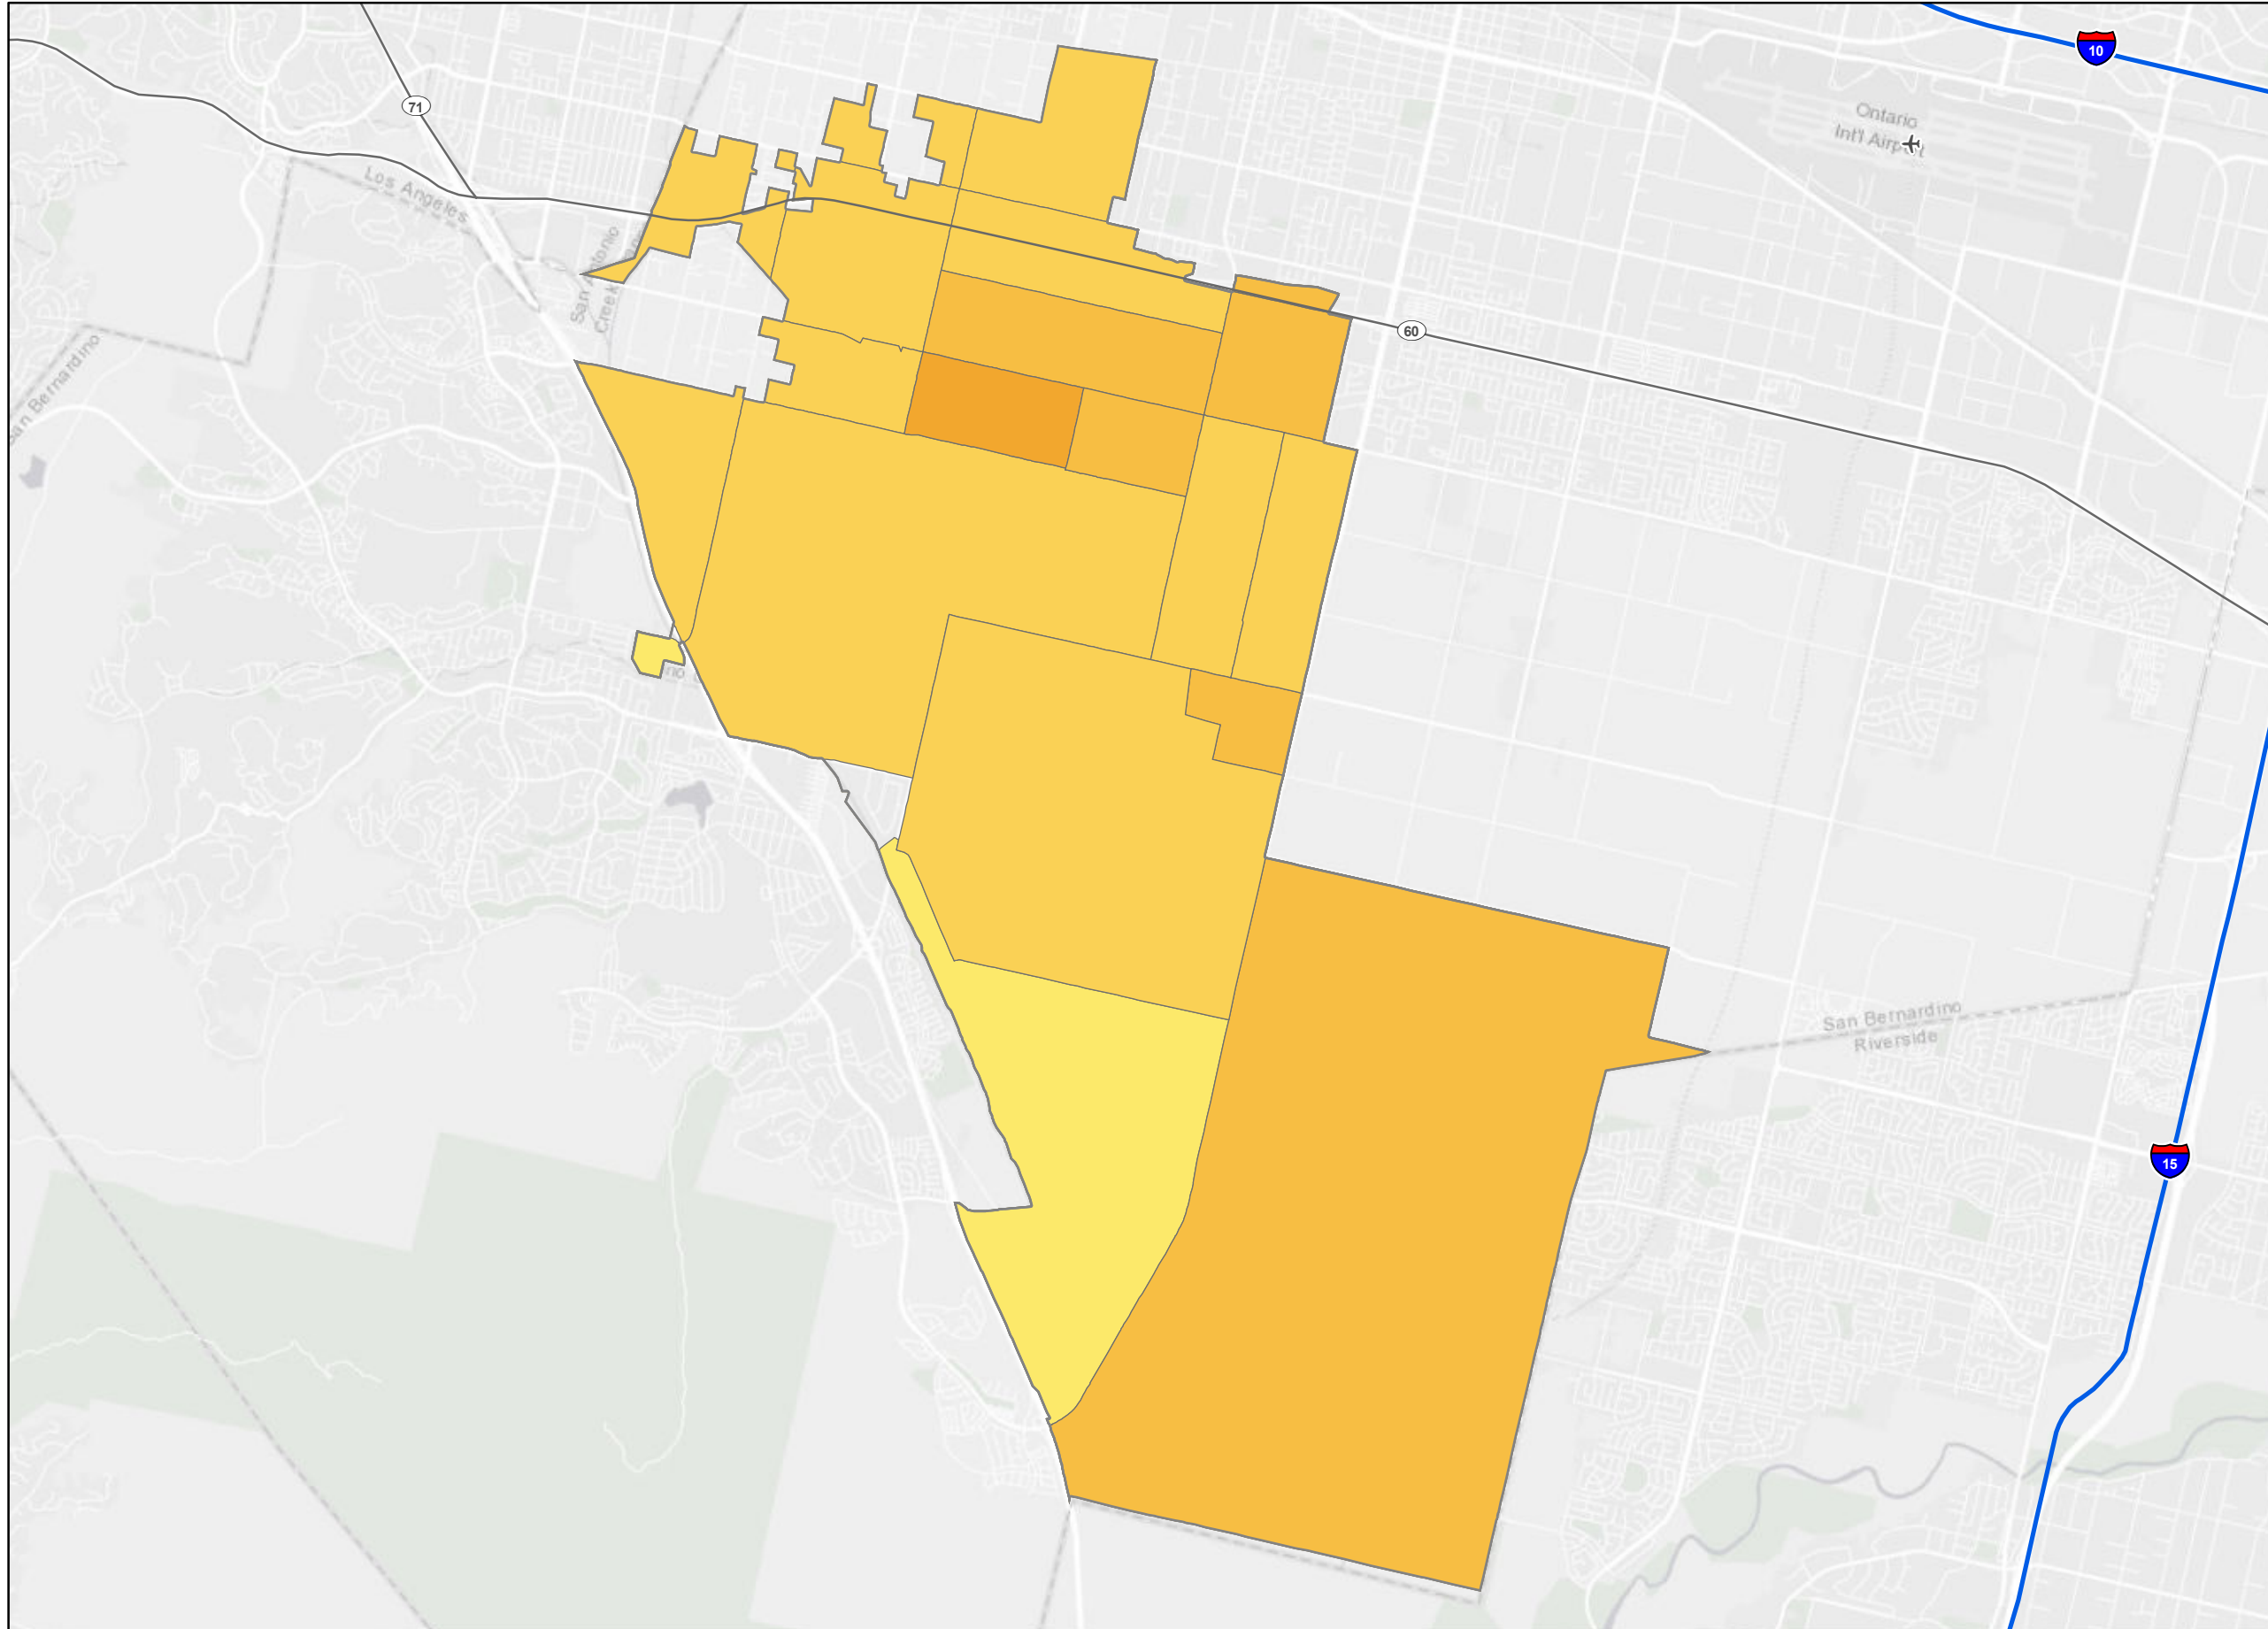 10
71
Ontario
Int'l Airport
Los Angeles
San Antonio
Creek
60
San Bernardino
San Bernardino
Riverside
15